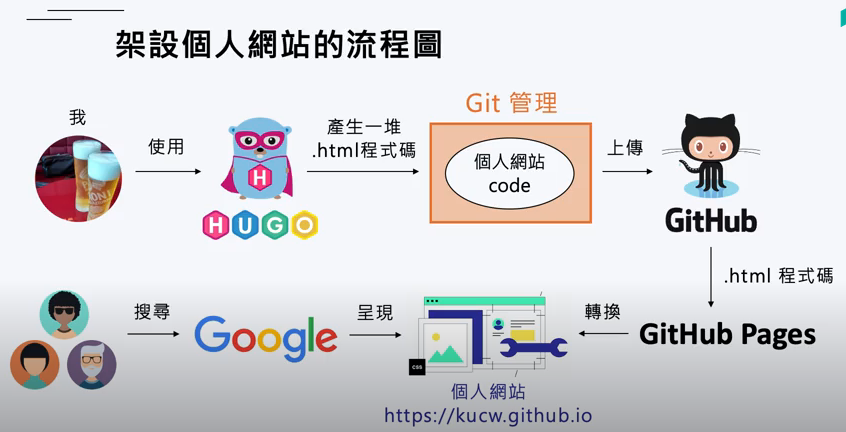 架設個人網站的流程圖
我
使用
H
HUGO
產生一堆
.html程式碼
Git 管理
個人網站
code
上傳
GitHub
.html 程式碼
搜尋
Google
呈現
CSS
轉換
GitHub Pages
個人網站
https://kucw.github.io